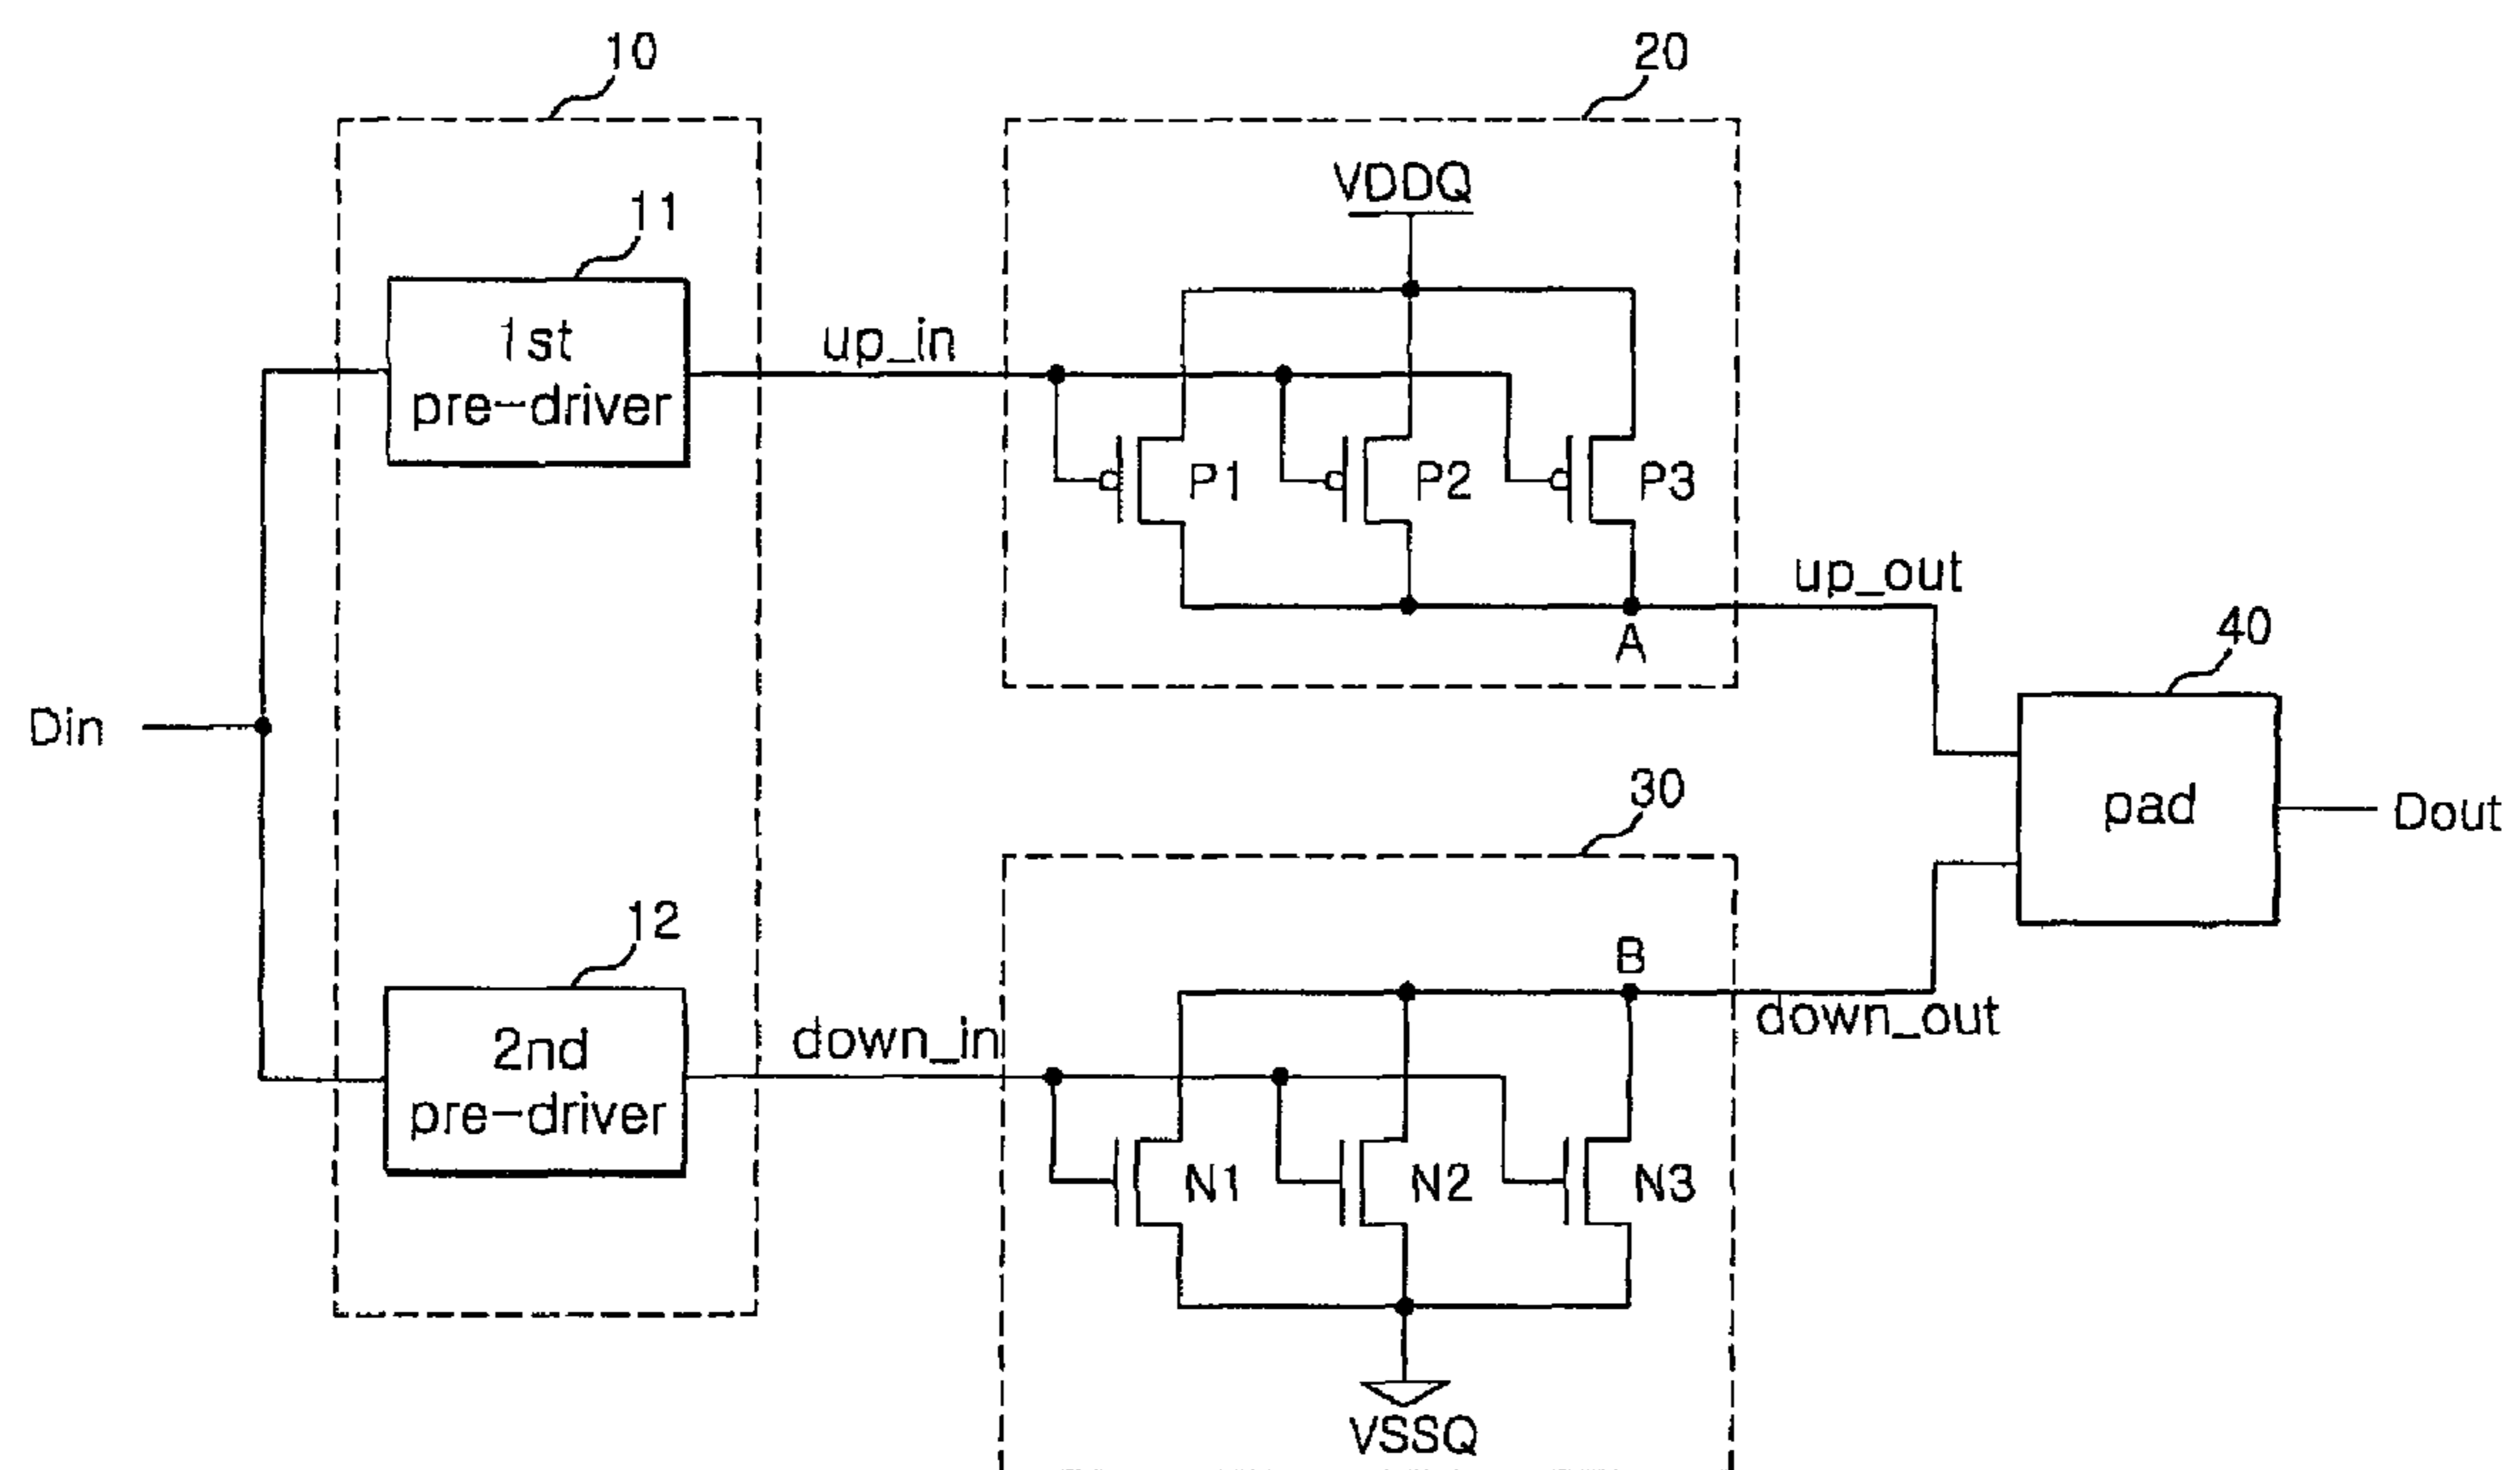 10
20
VDDQ
11
1st
pre-driver
up_in
P1
P2
P3
up_out
A
40
Din
pad
Dout
30
12
B
2nd
pre-driver
down_in
down_out
N1
N2
N3
VSSQ